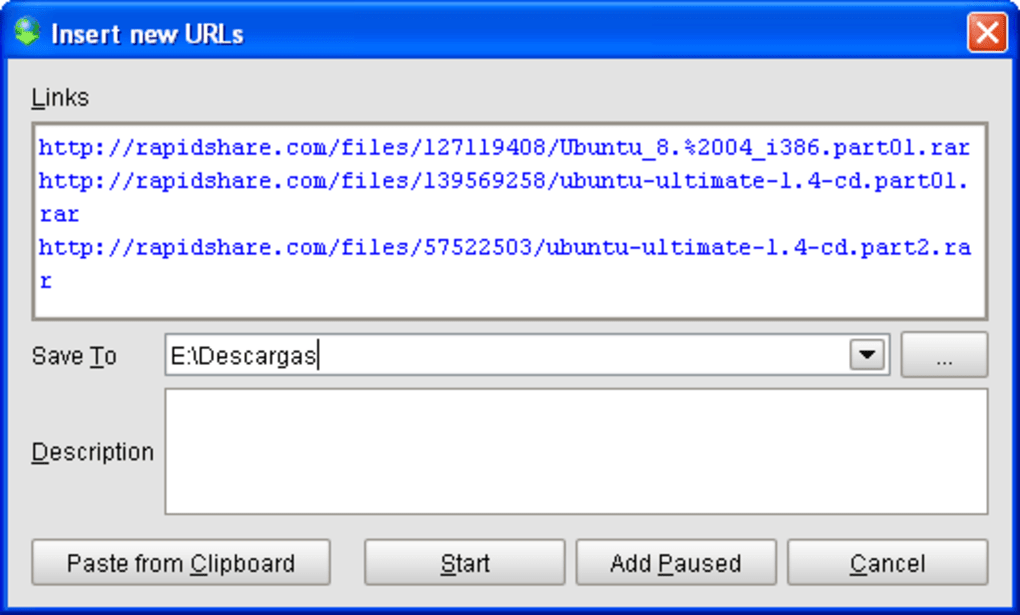 Insert new URLs
Links
http://rapidshare.com/files/127119408/Ubuntu_8.%2004_i386.part01.rar
http://rapidshare.com/files/139569258/ubuntu-ultimate-1.4-cd.part01.
rar
http://rapidshare.com/files/57522503/ubuntu-ultimate-1.4-cd.part2.ra
r
Save To E:\Descargas ...
Description
Paste from Clipboard Start Add Paused Cancel